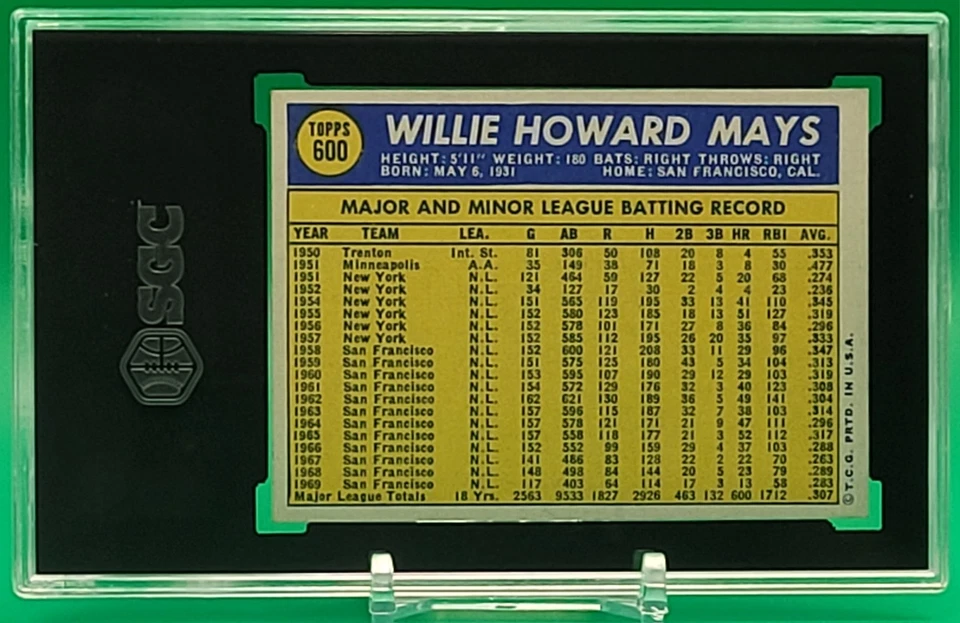 SGC
TOPPS
600
WILLIE HOWARD MAYS
HEIGHT: 5'11" WEIGHT: 180 BATS: RIGHT THROWS: RIGHT
BORN: MAY 6, 1931 HOME: SAN FRANCISCO, CAL.
MAJOR AND MINOR LEAGUE BATTING RECORD
YEAR TEAM LEA. G AB R H 2B 3B HR RBI AVG.
1950 Trenton Int. St. 81 306 50 108 20 8 4 55 .353
1951 Minneapolis A.A. 35 149 38 71 18 3 8 30 .477
1951 New York N.L. 121 464 59 127 22 5 20 68 .274
1952 New York N.L. 34 127 17 30 2 4 4 23 .236
1954 New York N.L. 151 565 119 195 33 13 41 110 .345
1955 New York N.L. 152 580 123 185 18 13 51 127 .319
1956 New York N.L. 152 578 101 171 27 8 36 84 .296
1957 New York N.L. 152 585 112 195 26 20 35 97 .333
1958 San Francisco N.L. 152 600 121 208 33 11 29 96 .347
1959 San Francisco N.L. 151 575 125 180 43 5 34 104 .313
1960 San Francisco N.L. 153 595 107 190 29 12 29 103 .319
1961 San Francisco N.L. 154 572 129 176 32 3 40 123 .308
1962 San Francisco N.L. 162 621 130 189 36 5 49 141 .304
1963 San Francisco N.L. 157 596 115 187 32 7 38 103 .314
1964 San Francisco N.L. 157 578 121 171 21 9 47 111 .296
1965 San Francisco N.L. 157 558 118 177 21 3 52 112 .317
1966 San Francisco N.L. 152 552 99 159 29 4 37 103 .288
1967 San Francisco N.L. 141 486 83 128 22 2 22 70 .263
1968 San Francisco N.L. 148 498 84 144 20 5 23 79 .289
1969 San Francisco N.L. 117 403 64 114 17 3 13 58 .283
Major League Totals 18 Yrs. 2563 9533 1827 2926 463 132 600 1712 .307
© T.C.G. PRTD. IN U.S.A.